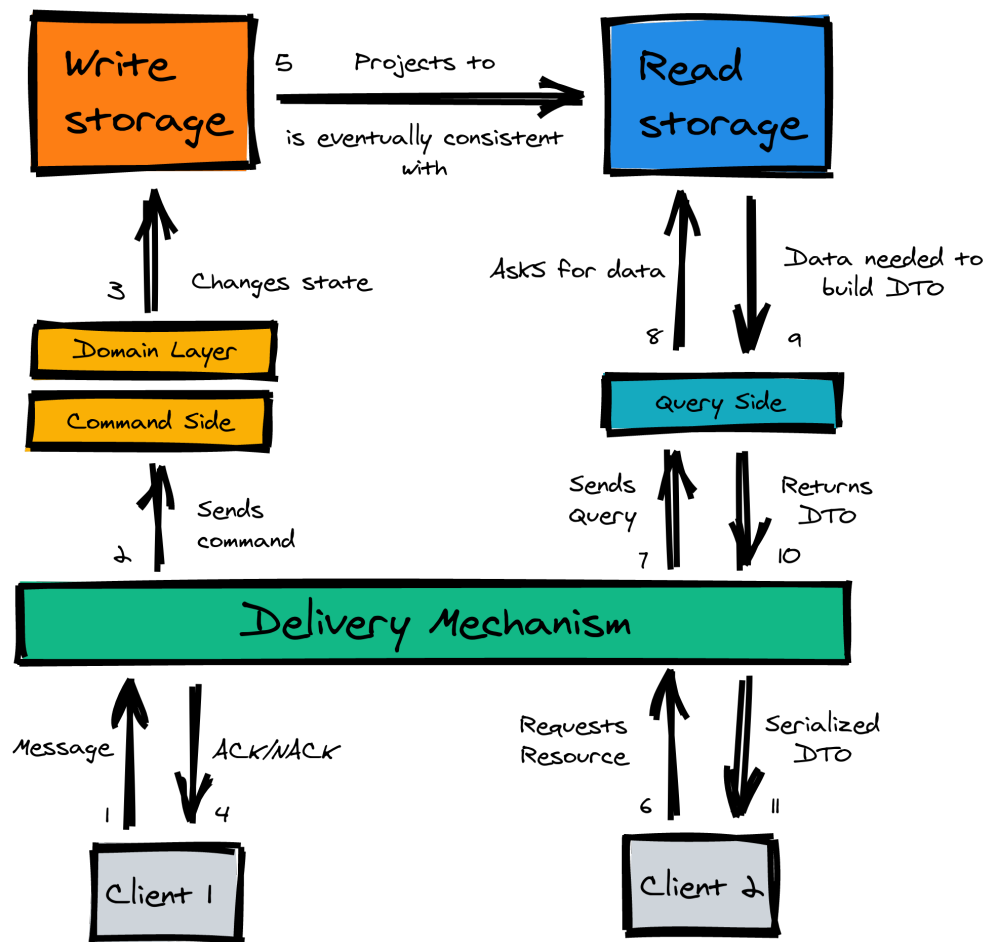 Write
storage
5
Projects to
is eventually consistent
with
Read
storage
3
Changes state
Asks for data
8
Data needed to
build DTO
9
Domain Layer
Command Side
Query Side
2
Sends
command
Sends
Query
7
Returns
DTO
10
Delivery Mechanism
Message
1
ACK/NACK
4
Requests
Resource
6
Serialized
DTO
11
Client 1
Client 2